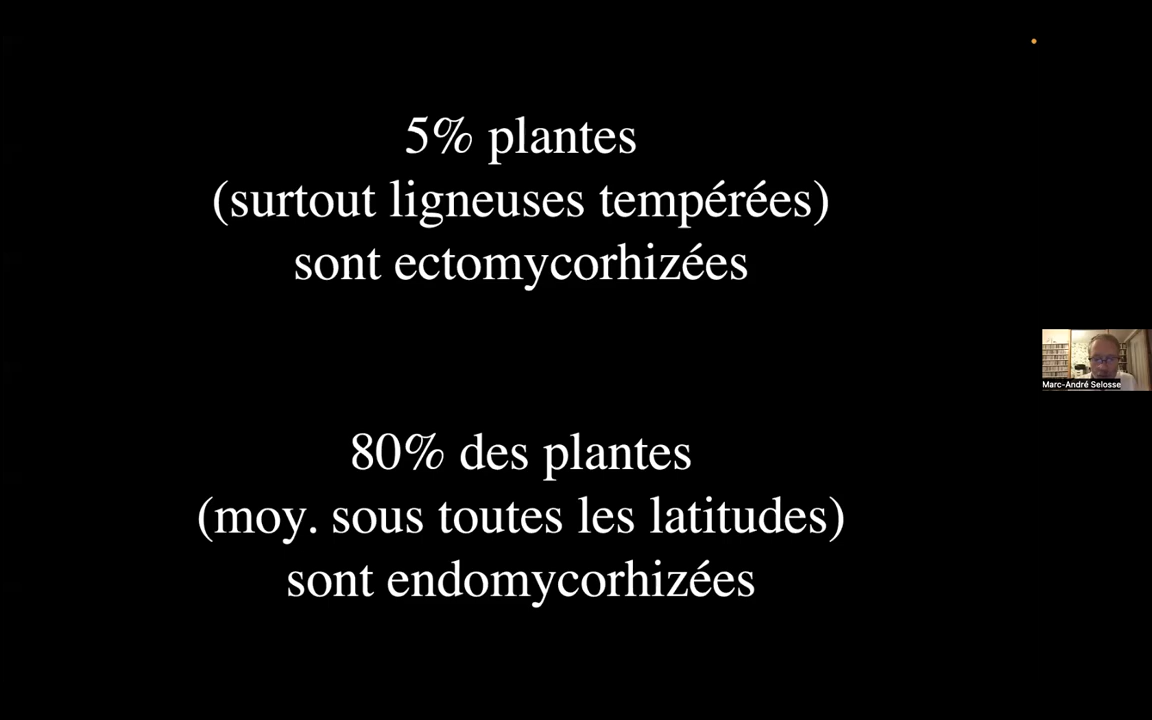 5% plantes
(surtout ligneuses tempérées)
sont ectomycorhizées
Marc-André Selosse
80% des plantes
(moy. sous toutes les latitudes)
sont endomycorhizées